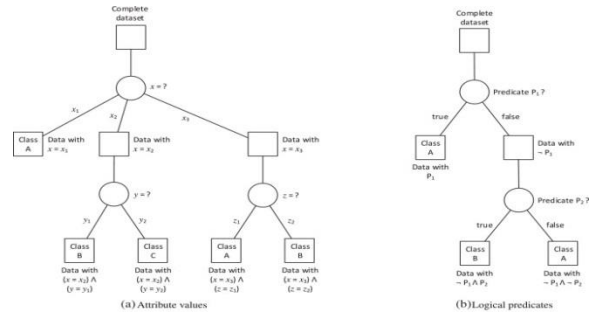 Complete
dataset
x = ?
x₁
x₂
x₃
Class
A
Data with
x = x₁
Data with
x = x₂
Data with
x = x₃
y = ?
z = ?
y₁
y₂
z₁
z₂
Class
B
Class
C
Class
A
Class
B
Data with
(x = x₂) ∧
(y = y₁)
Data with
(x = x₂) ∧
(y = y₂)
Data with
(x = x₃) ∧
(z = z₁)
Data with
(x = x₃) ∧
(z = z₂)
(a) Attribute values
Complete
dataset
Predicate P₁ ?
true
false
Class
A
Data with
P₁
Data with
¬ P₁
Predicate P₂ ?
true
false
Class
B
Class
A
Data with
¬ P₁ ∧ P₂
Data with
¬ P₁ ∧ ¬ P₂
(b) Logical predicates